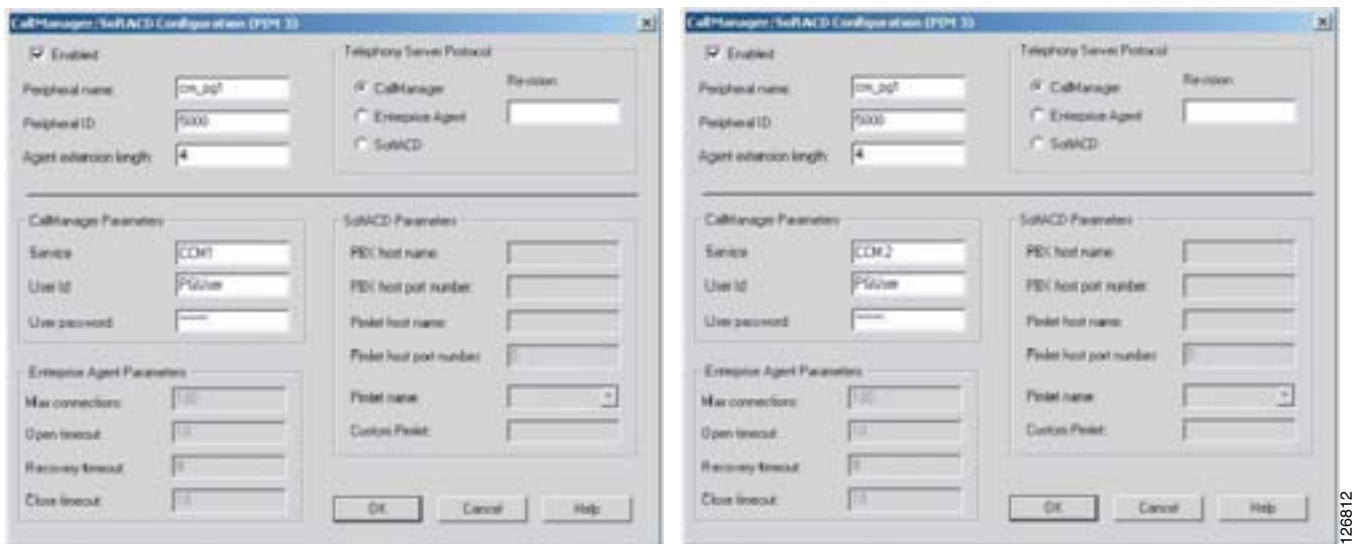 CallManager/SoftACD Configuration (PIM 3)
Enabled
Peripheral name: cm_pg1
Peripheral ID: 5000
Agent extension length: 4
Telephony Server Protocol
CallManager
Enterprise Agent
SoftACD
Revision:
CallManager Parameters
Service CCM1
User Id PGUser
User password
Enterprise Agent Parameters
Max connections:
Open timeout
Recovery timeout
Close timeout
SoftACD Parameters
PBX host name:
PBX host port number:
Pimlet host name:
Pimlet host port number:
Pimlet name:
Custom Pimlet:
OK Cancel Help
CallManager/SoftACD Configuration (PIM 3)
Enabled
Peripheral name: cm_pg1
Peripheral ID: 5000
Agent extension length: 4
Telephony Server Protocol
CallManager
Enterprise Agent
SoftACD
Revision:
CallManager Parameters
Service CCM2
User Id PGUser
User password
Enterprise Agent Parameters
Max connections:
Open timeout
Recovery timeout
Close timeout
SoftACD Parameters
PBX host name:
PBX host port number:
Pimlet host name:
Pimlet host port number:
Pimlet name:
Custom Pimlet:
OK Cancel Help
126812